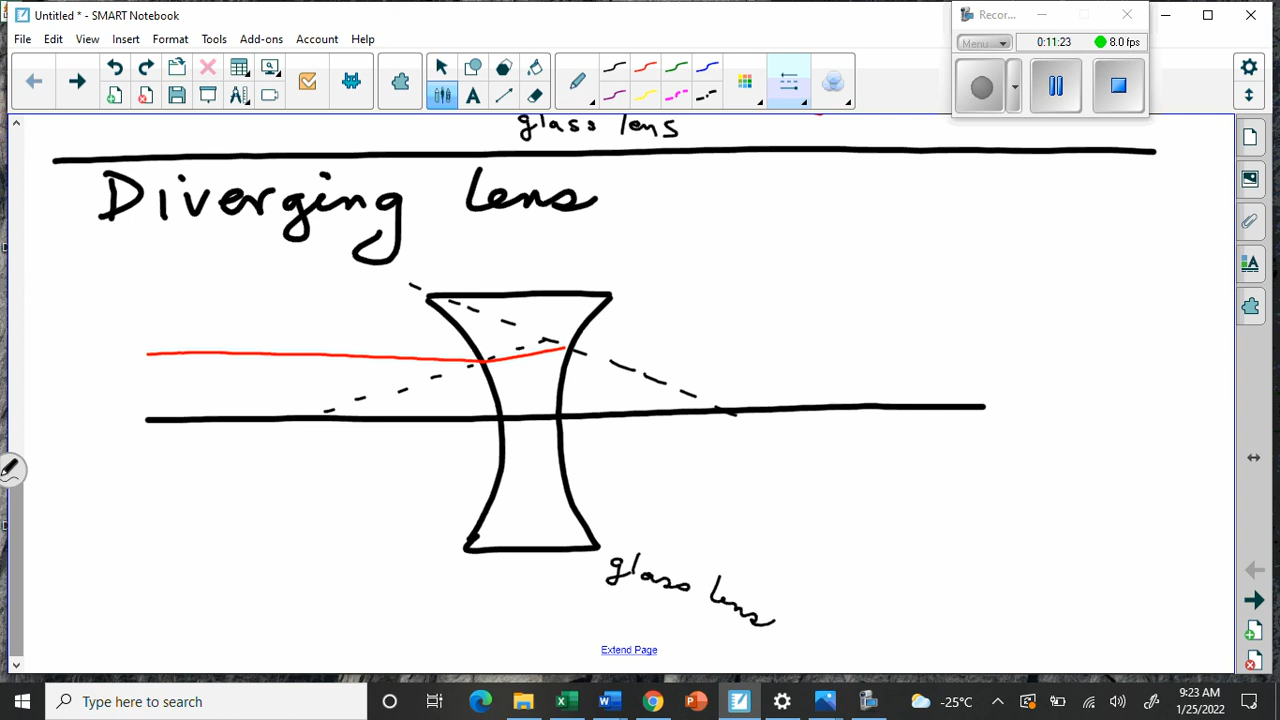 Untitled * - SMART Notebook
Recor...
File Edit View Insert Format Tools Add-ons Account Help
Menu
0:11:23
8.0 fps
glass lens
Diverging lens
glass lens
Extend Page
Type here to search
-25°C
9:23 AM
1/25/2022